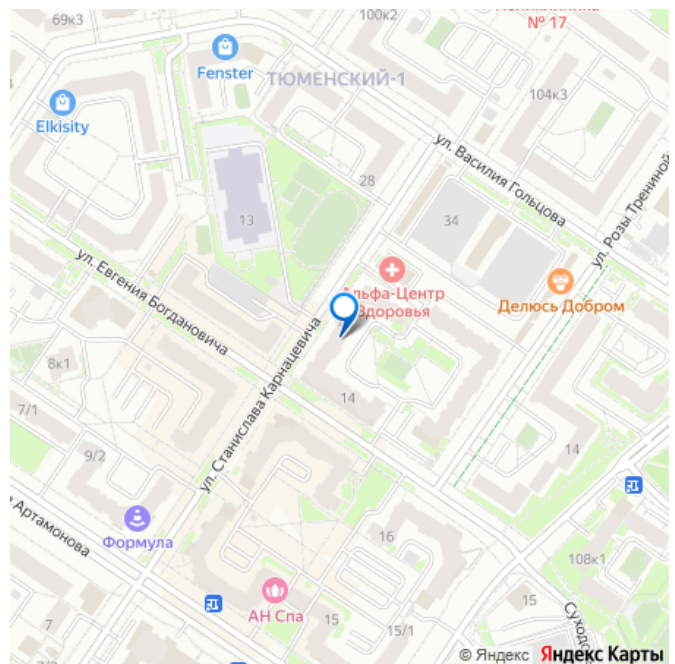 69к3
100к2
№ 17
Fenster
ТЮМЕНСКИЙ-1
104к3
Elkisity
ул. Василия Гольцова
28
ул. Розы Трениной
13
34
ул. Евгения Богдановича
Альфа-Центр
Здоровья
Делюсь Добром
8к1
ул. Станислава Карнацевича
7/1
14
9/2
14
Артамонова
Формула
16
108к1
АН Спа
15
15
15/1
7
© Яндекс Яндекс Карты